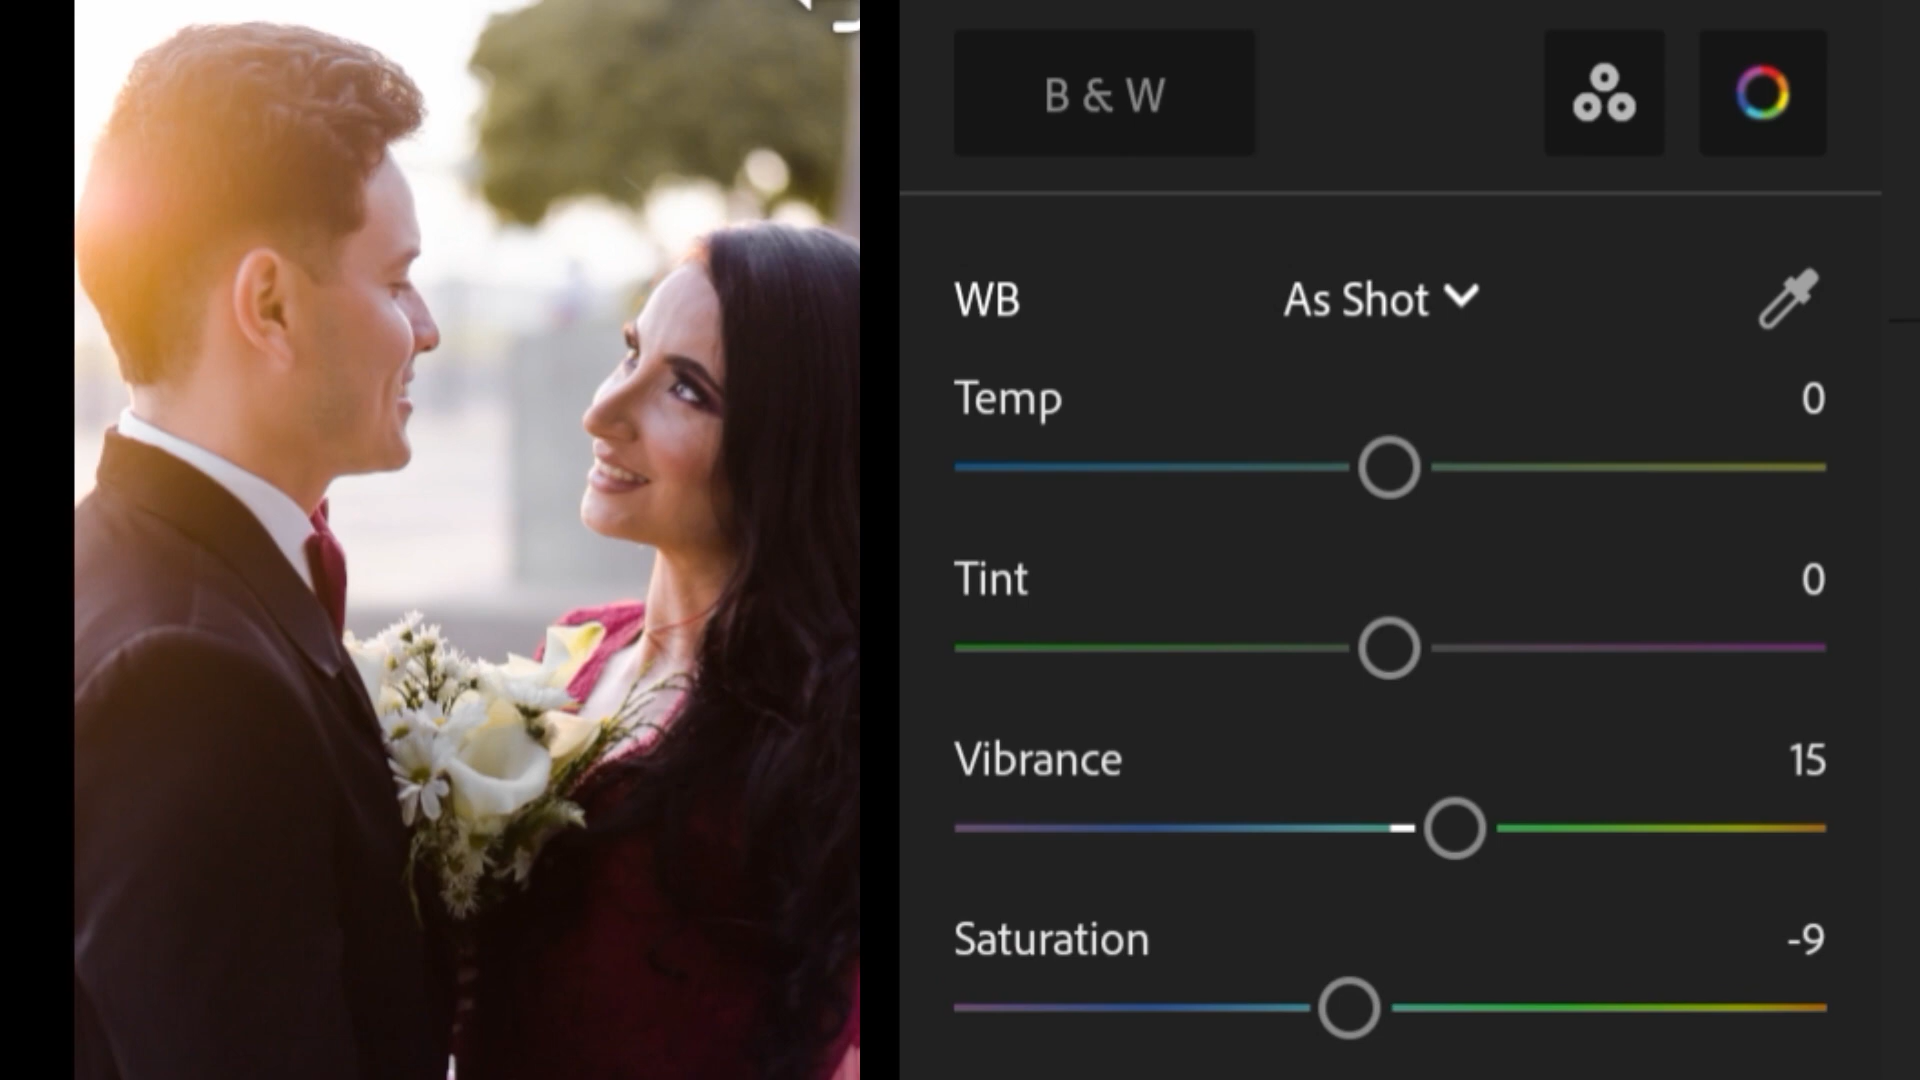 B & W
WB As Shot
Temp 0
Tint 0
Vibrance 15
Saturation -9